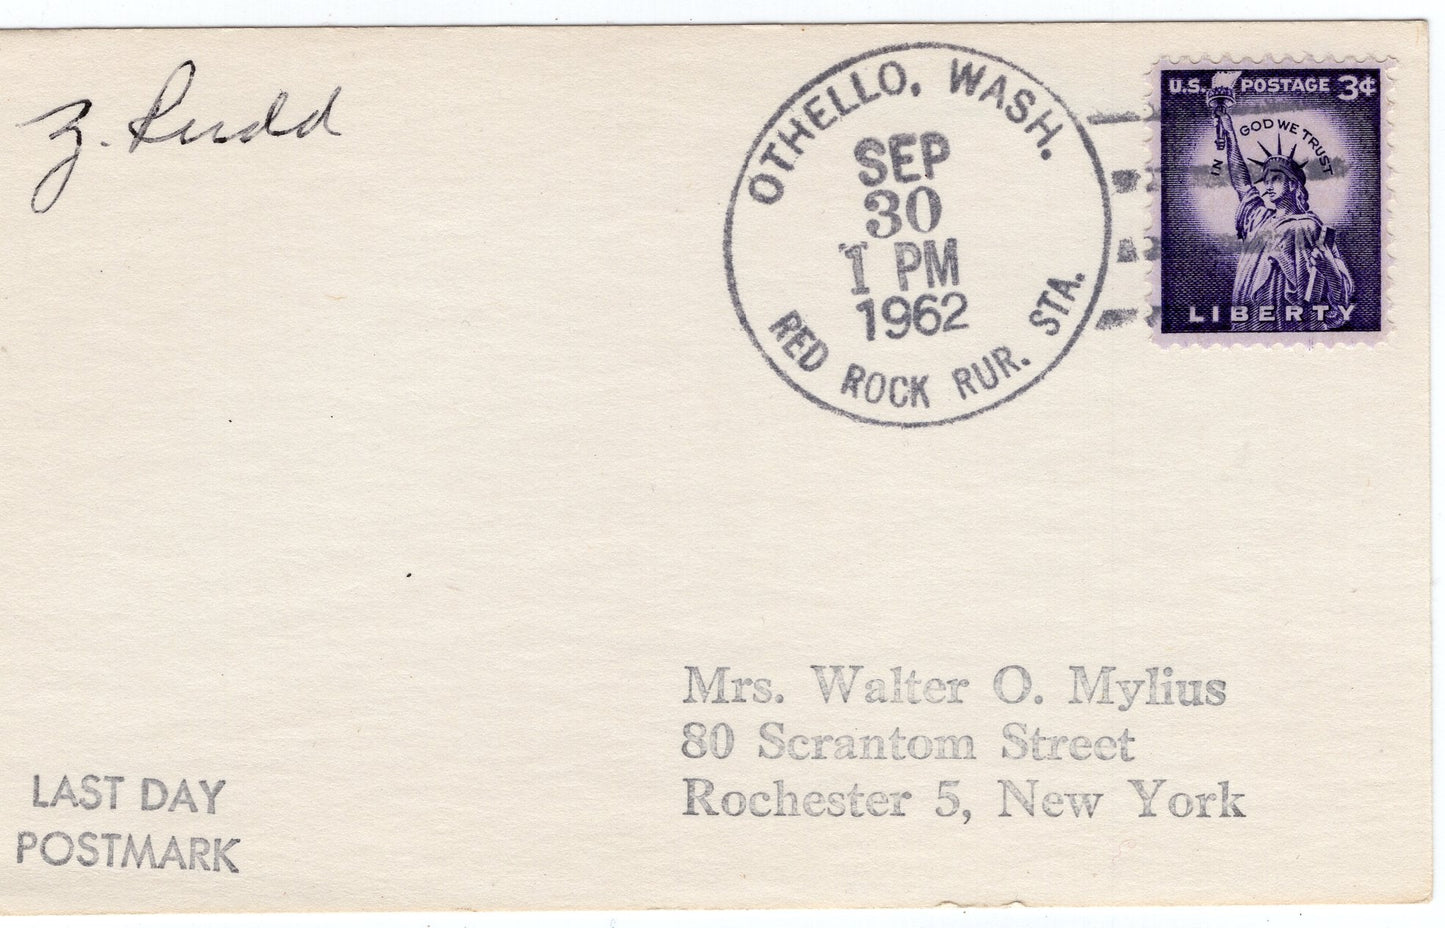 Z. Rudd
OTHELLO, WASH.
SEP
30
1 PM
1962
RED ROCK RUR. STA.
U.S. POSTAGE 3¢
IN GOD WE TRUST
LIBERTY
Mrs. Walter O. Mylius
80 Scrantom Street
Rochester 5, New York
LAST DAY
POSTMARK